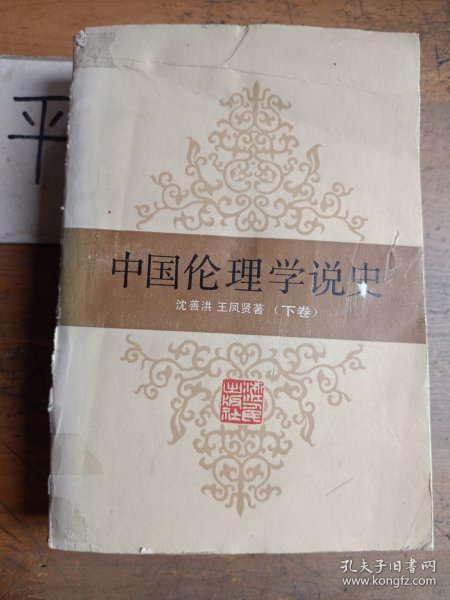 平
中国伦理学说史
沈善洪 王凤贤著（下卷）
浙江人民
出版社
孔夫子旧书网
www.kongfz.com